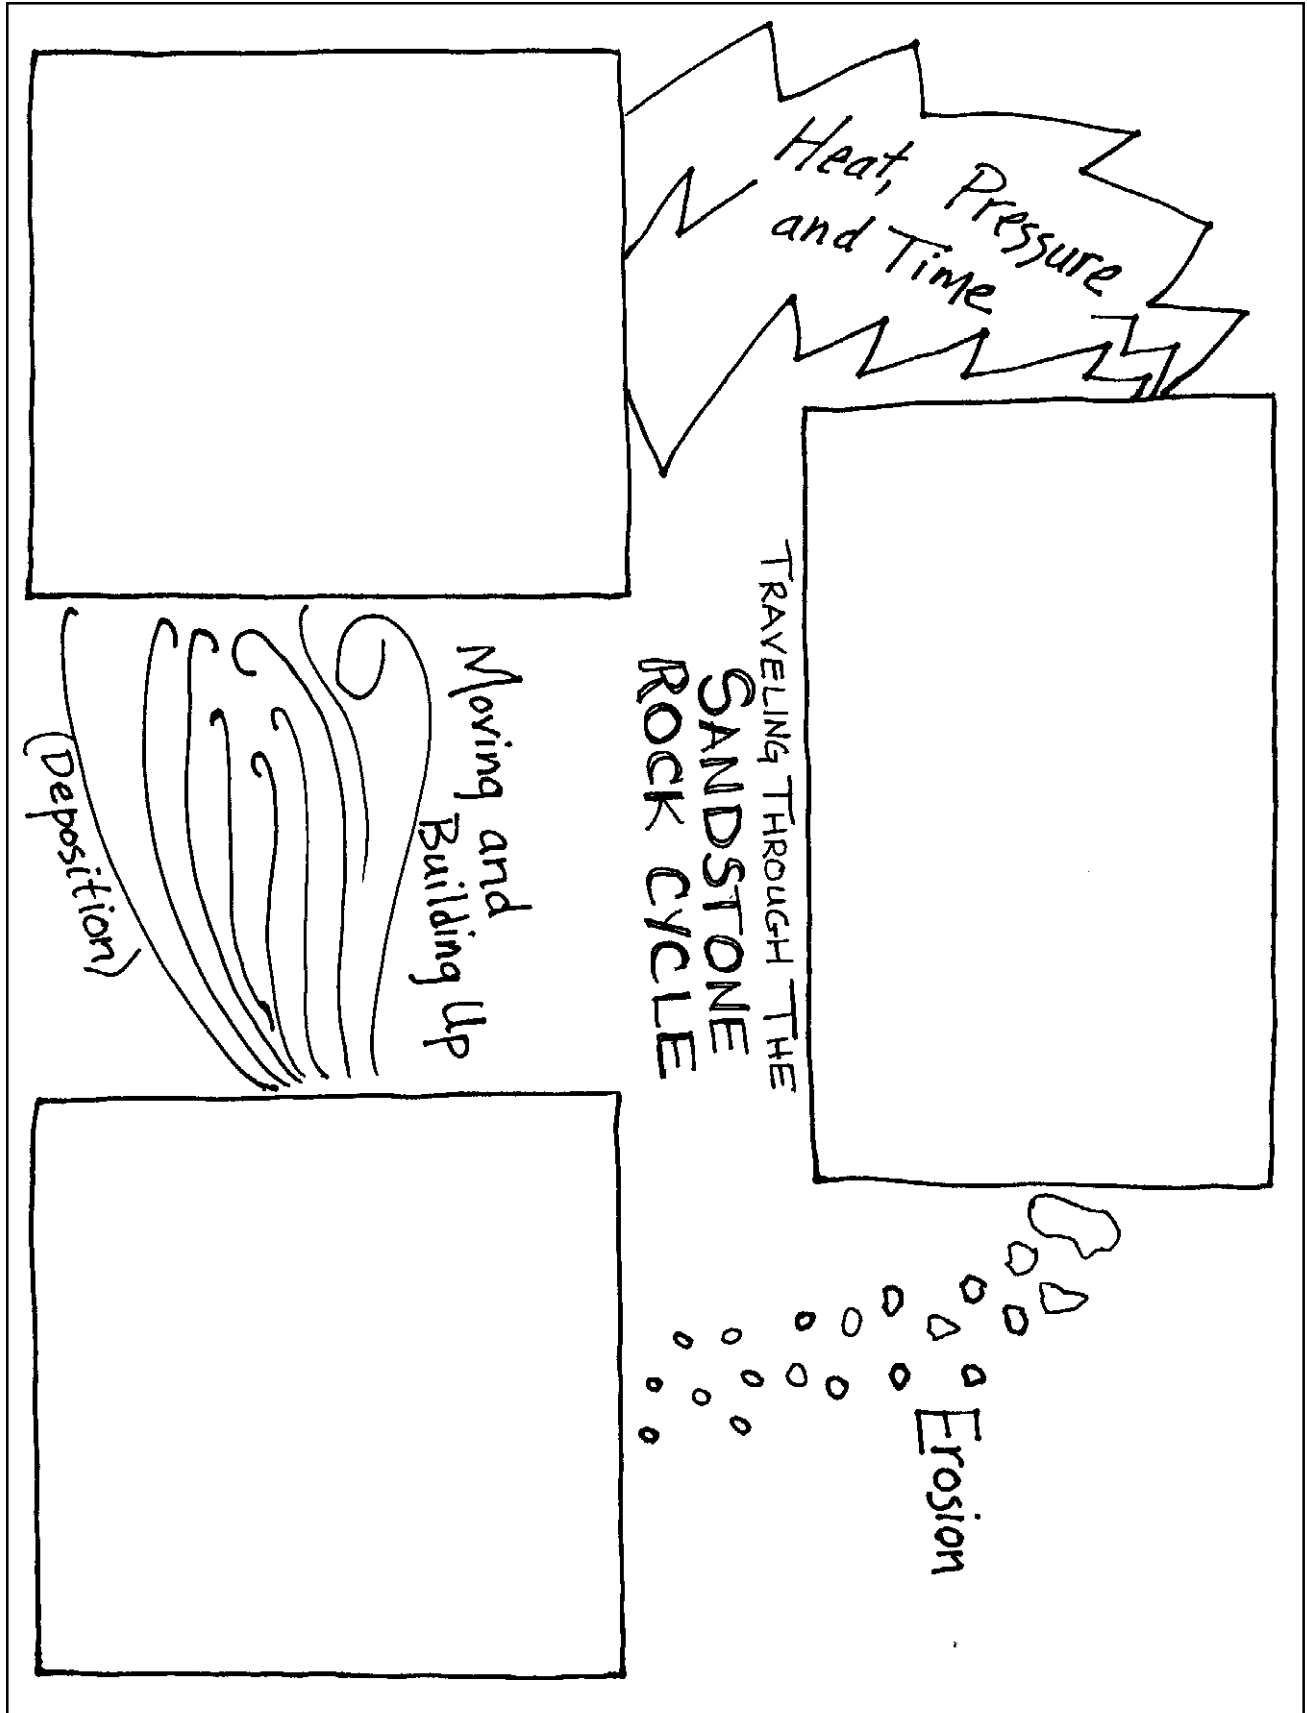 TRAVELING THROUGH THE
SANDSTONE
ROCK CYCLE
Heat, Pressure
and Time
Erosion
Moving and
Building Up
(Deposition)